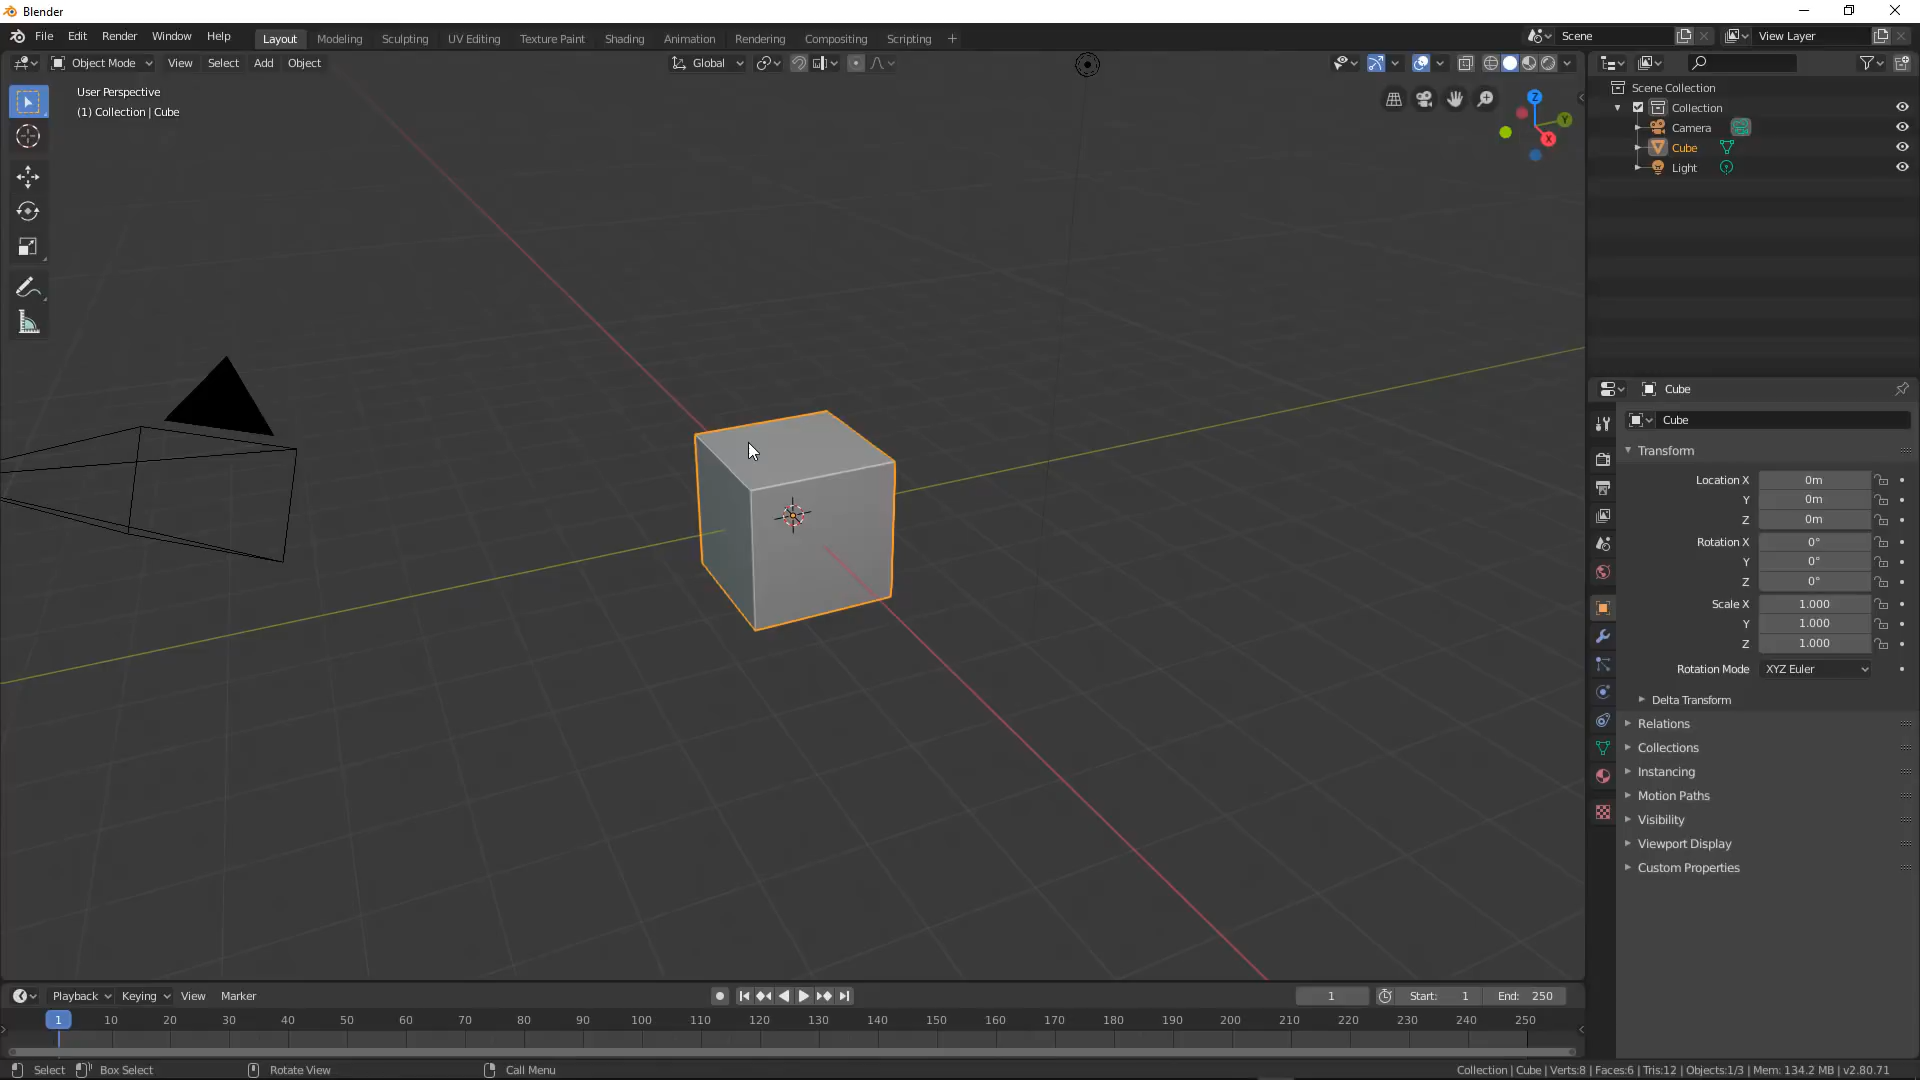 Blender
File Edit Render Window Help Layout Modeling Sculpting UV Editing Texture Paint Shading Animation Rendering Compositing Scripting + Scene View Layer
Object Mode View Select Add Object Global
User Perspective
(1) Collection | Cube
Z
Y
X
Scene Collection
Collection
Camera
Cube
Light
Cube
Cube
Transform
Location X 0m
Y 0m
Z 0m
Rotation X 0°
Y 0°
Z 0°
Scale X 1.000
Y 1.000
Z 1.000
Rotation Mode XYZ Euler
Delta Transform
Relations
Collections
Instancing
Motion Paths
Visibility
Viewport Display
Custom Properties
Playback Keying View Marker 1 Start: 1 End: 250
1 10 20 30 40 50 60 70 80 90 100 110 120 130 140 150 160 170 180 190 200 210 220 230 240 250
Select Box Select Rotate View Call Menu Collection | Cube | Verts:8 | Faces:6 | Tris:12 | Objects:1/3 | Mem: 134.2 MB | v2.80.71